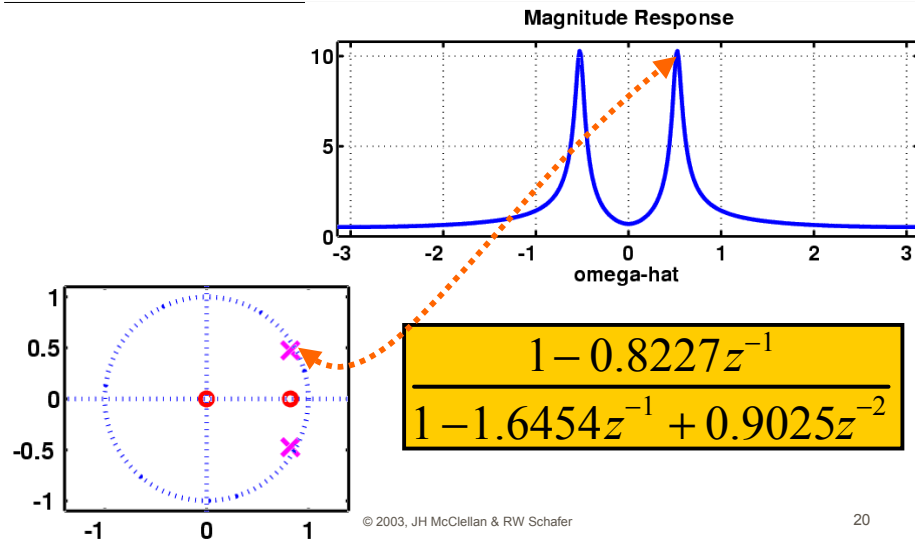 Magnitude Response
10
5
0
-3 -2 -1 0 1 2 3
omega-hat
1
0.5
0
-0.5
-1
-1 0 1
1−0.8227z⁻¹
1−1.6454z⁻¹ +0.9025z⁻²
© 2003, JH McClellan & RW Schafer
20